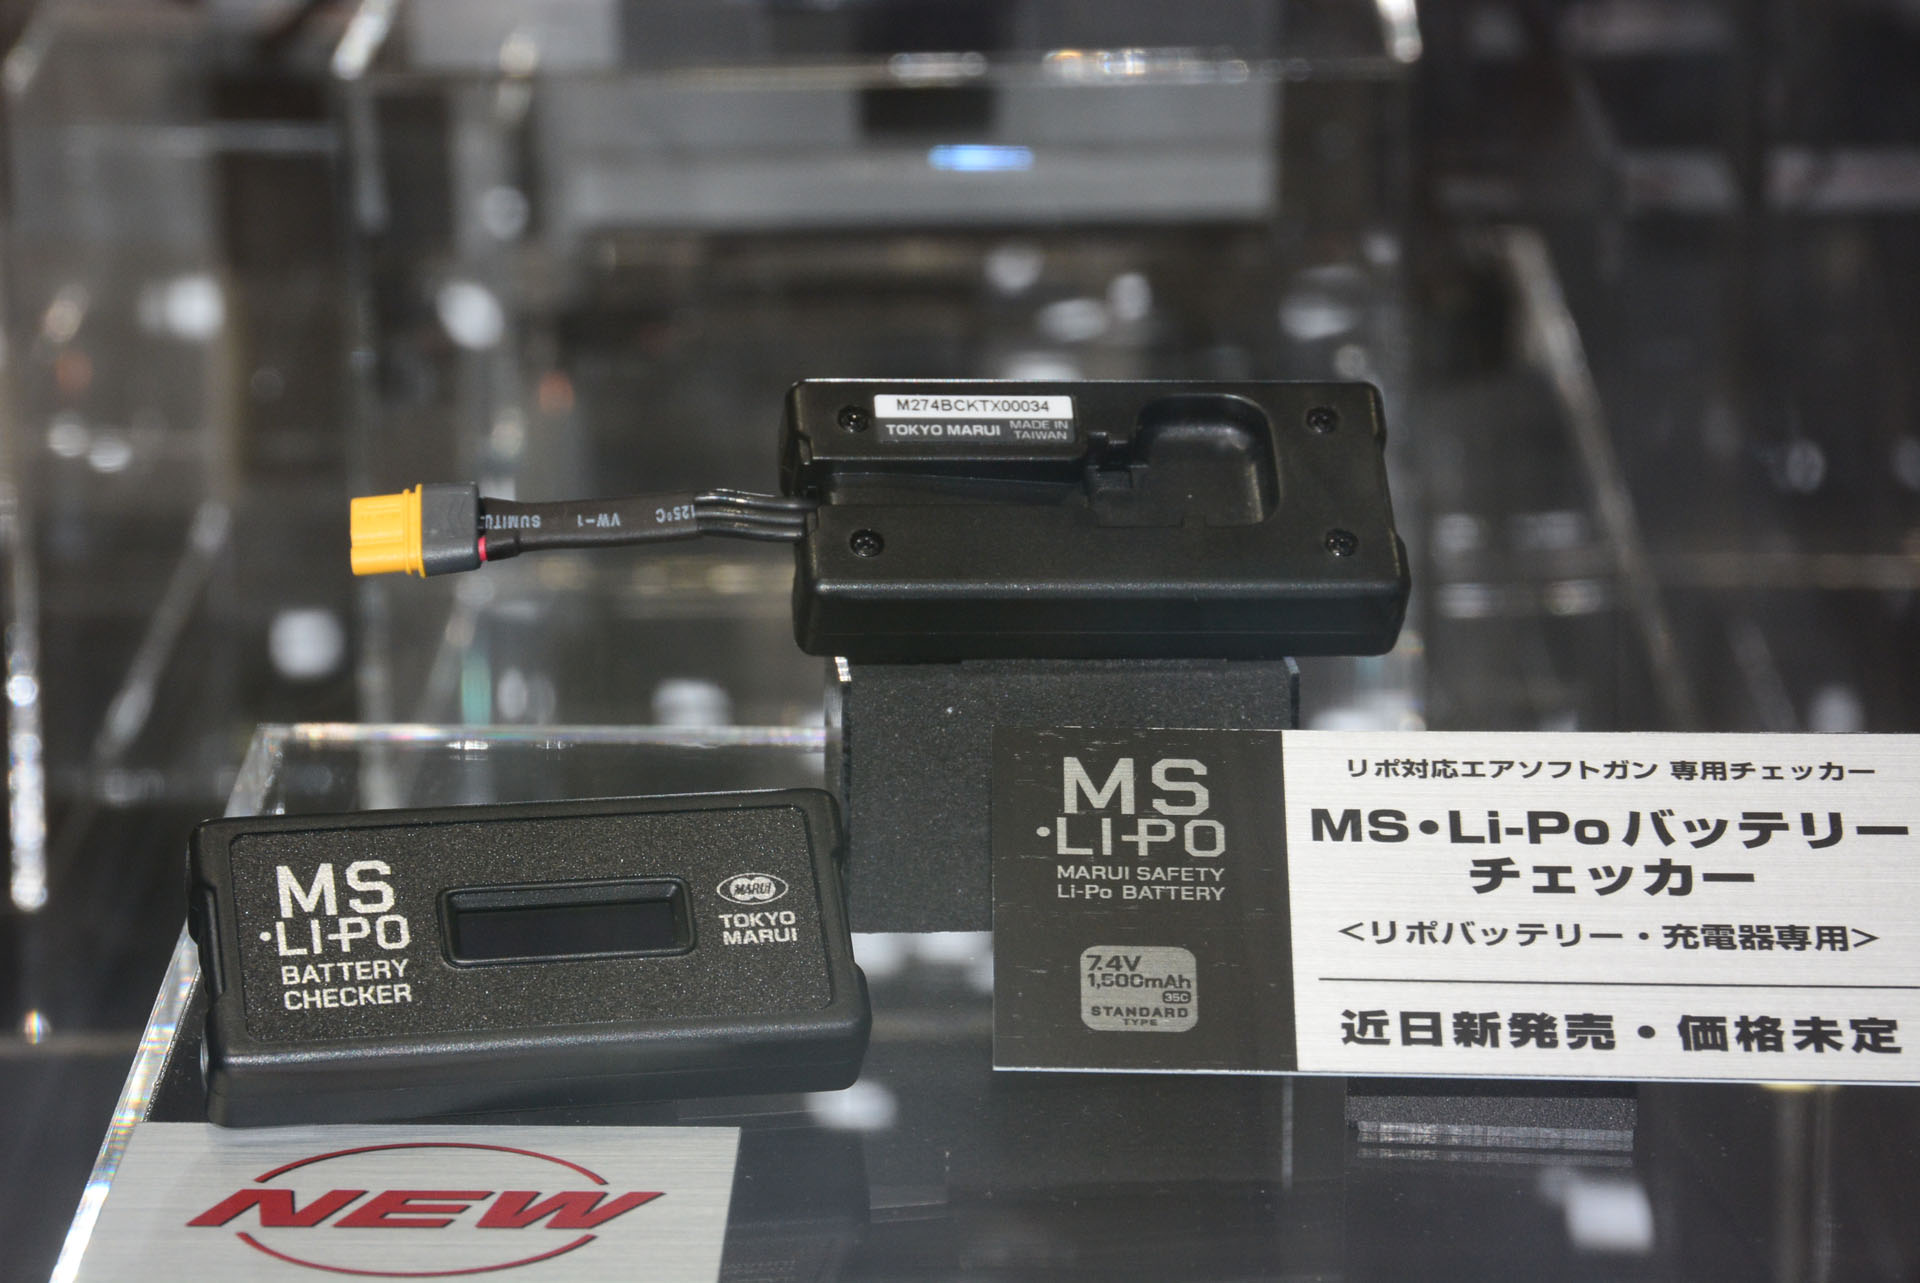 M274BCKTX00034
TOKYO MARUI
MADE IN
TAIWAN
SUMITU
VW-1
125°C
MS
・LI-PO
BATTERY
CHECKER
MARUI
TOKYO
MARUI
NEW
MS
・LI-PO
MARUI SAFETY
Li-Po BATTERY
7.4V
1,500mAh
35C
STANDARD
TYPE
リポ対応エアソフトガン 専用チェッカー
MS・Li-Poバッテリー
チェッカー
<リポバッテリー・充電器専用>
近日新発売・価格未定